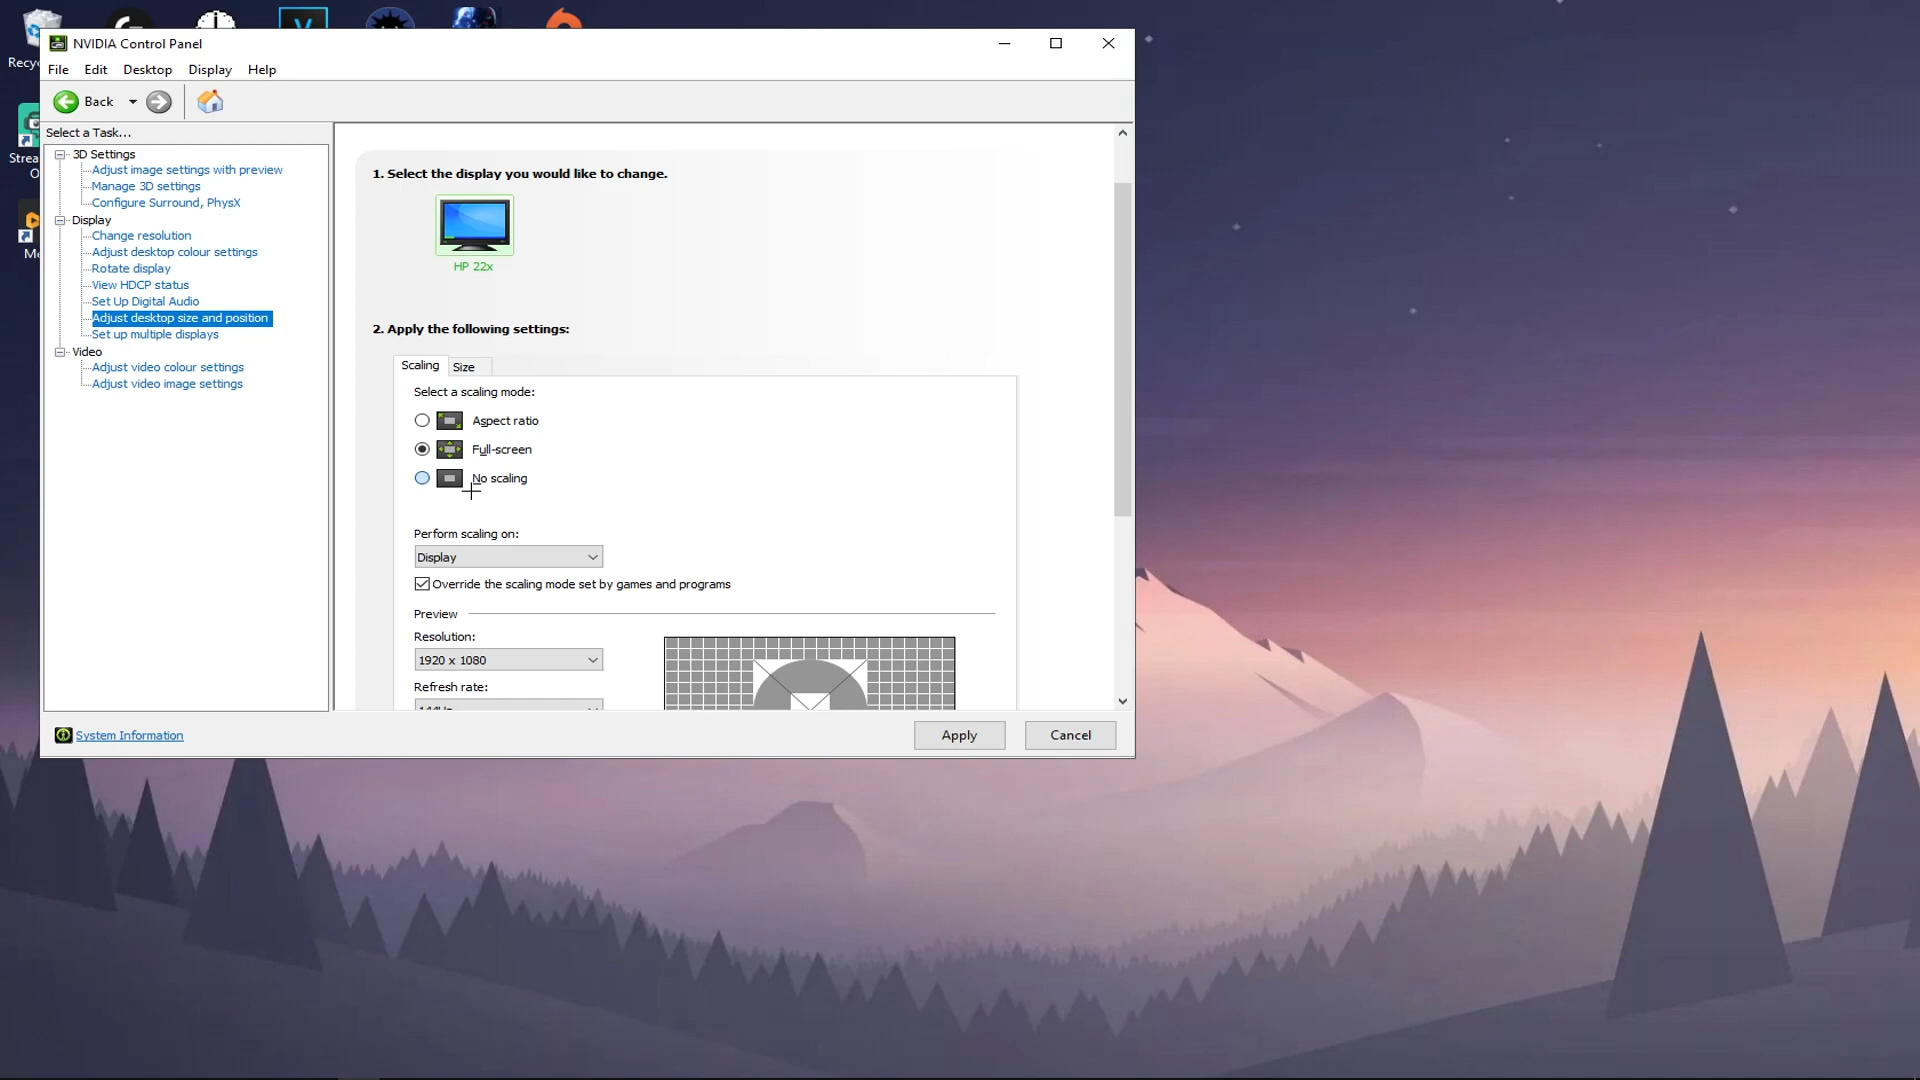 Recyc
NVIDIA Control Panel
File Edit Desktop Display Help
Back
Select a Task...
3D Settings
Adjust image settings with preview
Manage 3D settings
Configure Surround, PhysX
Display
Change resolution
Adjust desktop colour settings
Rotate display
View HDCP status
Set Up Digital Audio
Adjust desktop size and position
Set up multiple displays
Video
Adjust video colour settings
Adjust video image settings
System Information
Strea
O
Me
1. Select the display you would like to change.
HP 22x
2. Apply the following settings:
Scaling Size
Select a scaling mode:
Aspect ratio
Full-screen
No scaling
Perform scaling on:
Display
Override the scaling mode set by games and programs
Preview
Resolution:
1920 x 1080
Refresh rate:
144Hz
Apply Cancel